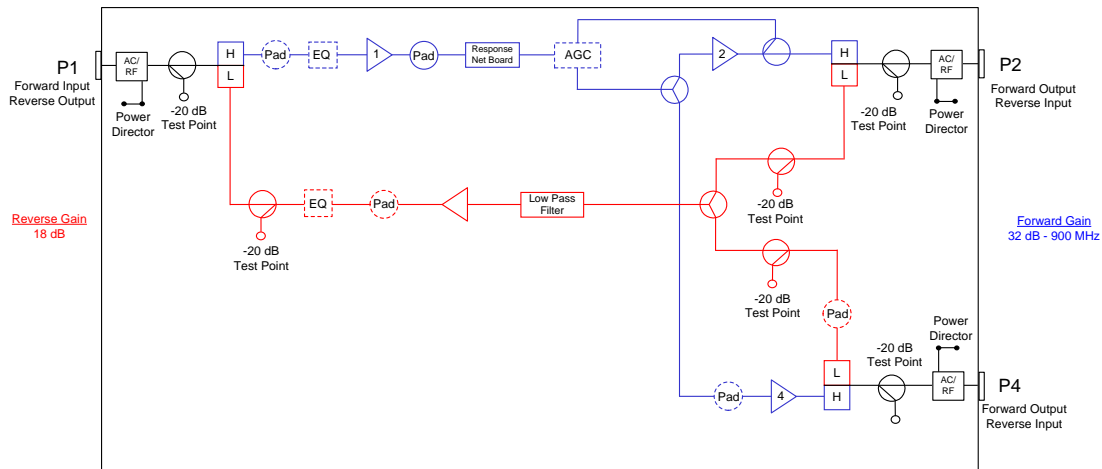 H
L
Pad
EQ
1
Pad
Response
Net Board
AGC
2
H
L
P1
Forward Input
Reverse Output
AC/
RF
Power
Director
-20 dB
Test Point
-20 dB
Test Point
AC/
RF
Power
Director
P2
Forward Output
Reverse Input
Reverse Gain
18 dB
-20 dB
Test Point
EQ
Pad
Low Pass
Filter
-20 dB
Test Point
Forward Gain
32 dB - 900 MHz
-20 dB
Test Point
Pad
Power
Director
-20 dB
Test Point
L
H
Pad
4
AC/
RF
P4
Forward Output
Reverse Input